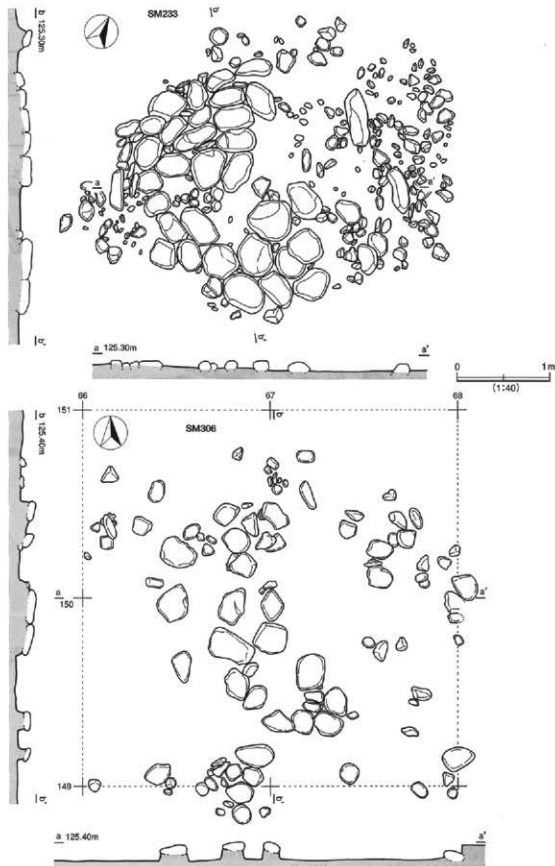 SM233
b
125.30m
a
a
a'
a'
b'
a 125.30m
a'
0 1m
(1:40)
66
67
68
151
b
125.40m
a
SM306
a
150
a'
149
b'
a'
a 125.40m
a'